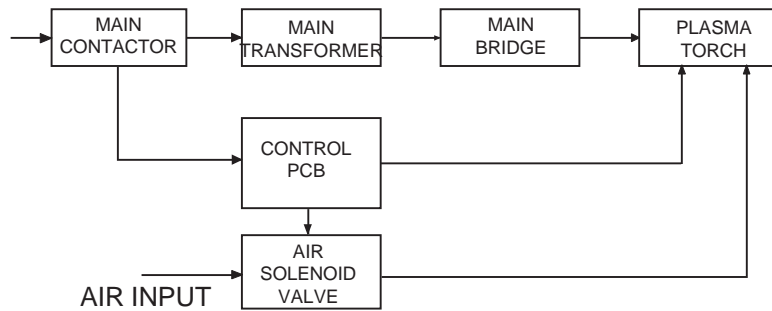 MAIN
CONTACTOR
MAIN
TRANSFORMER
MAIN
BRIDGE
PLASMA
TORCH
CONTROL
PCB
AIR
SOLENOID
VALVE
AIR INPUT